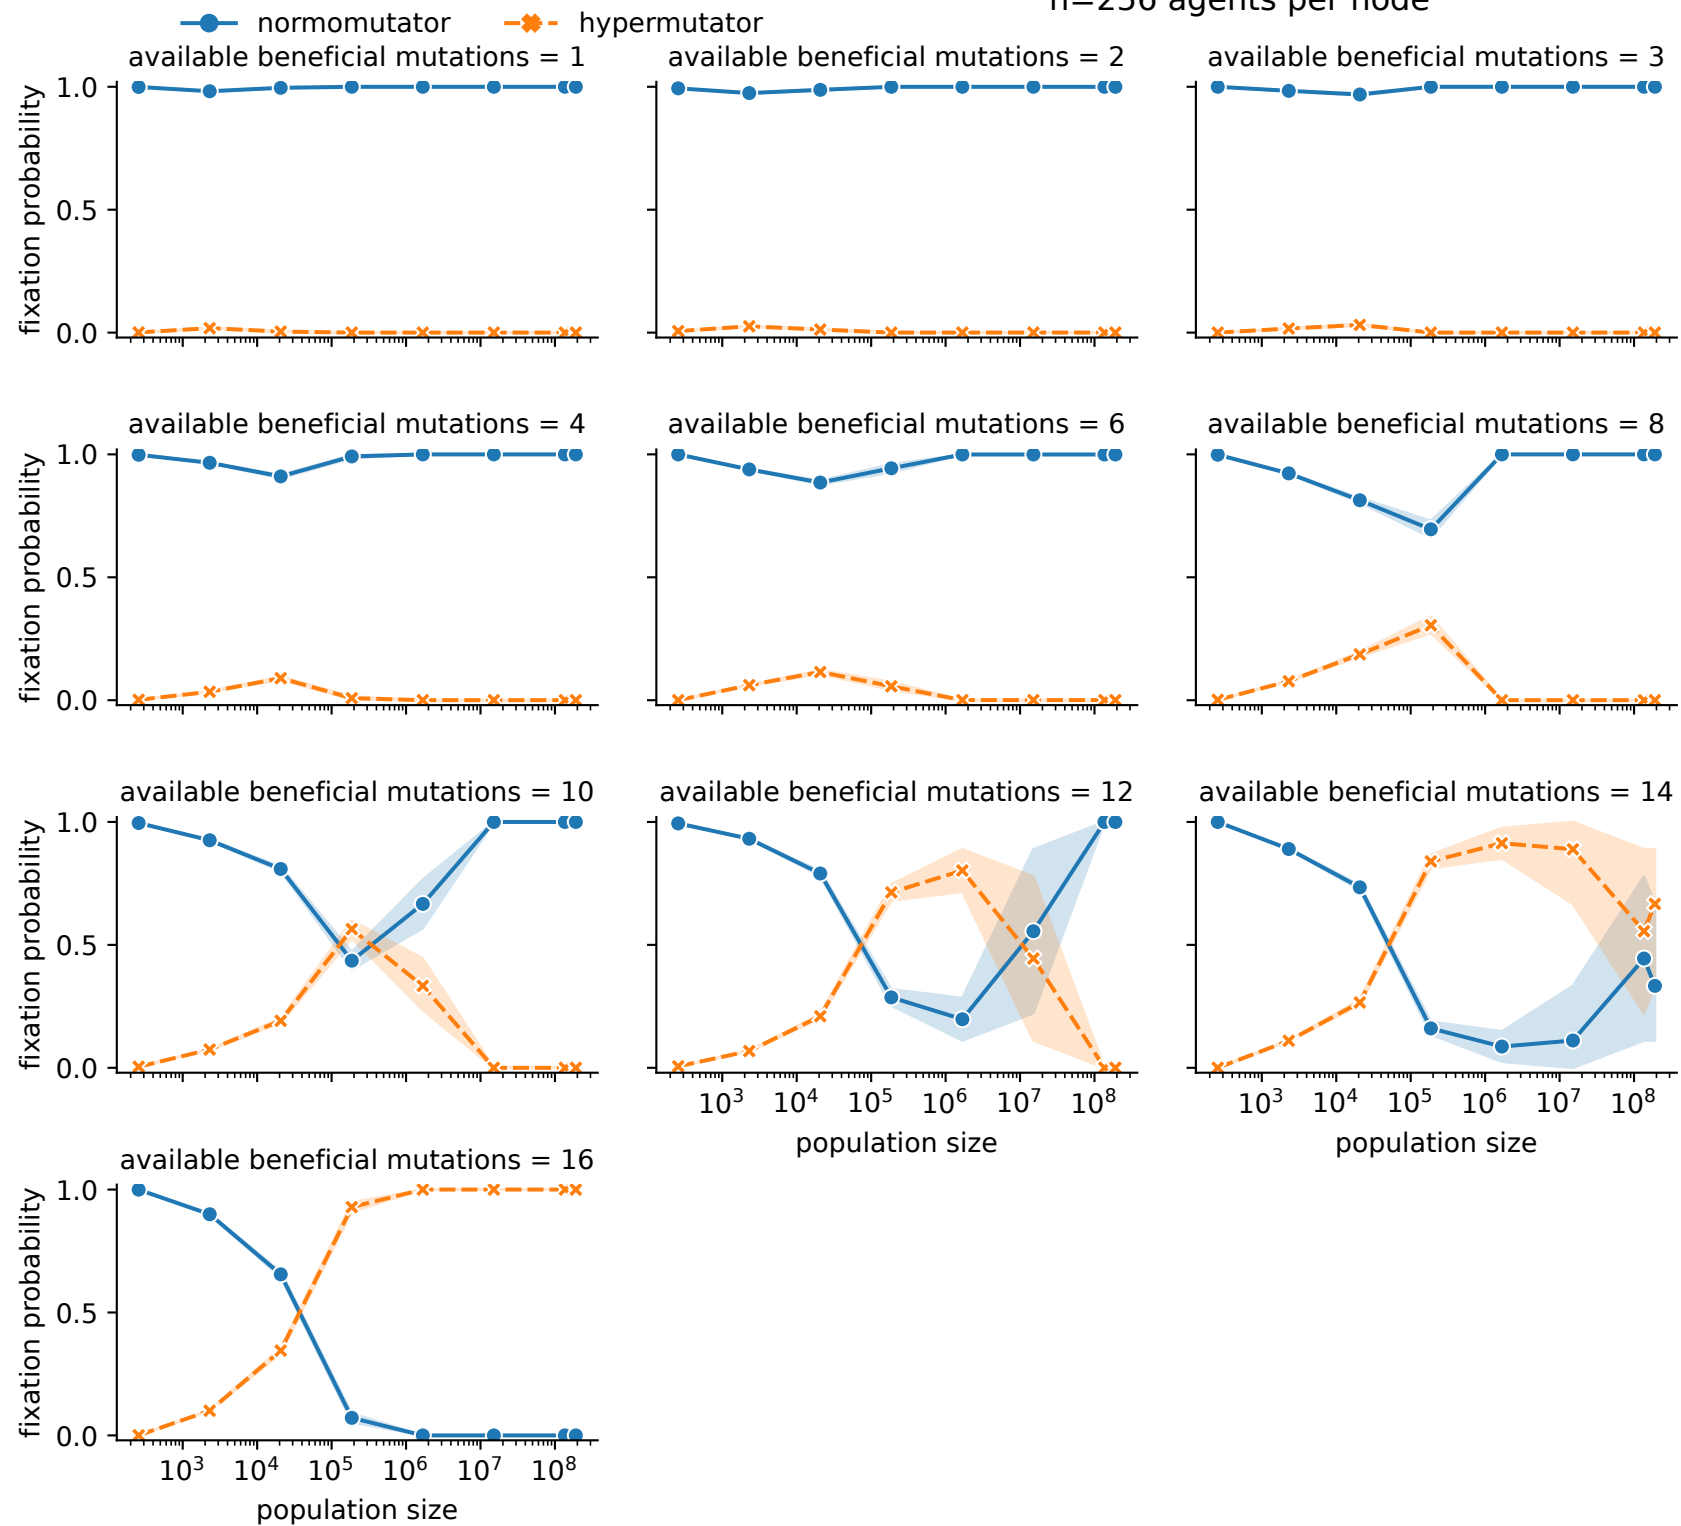 n=256 agents per node
normomutator hypermutator
available beneficial mutations = 1
available beneficial mutations = 2
available beneficial mutations = 3
fixation probability
1.0
0.5
0.0
available beneficial mutations = 4
available beneficial mutations = 6
available beneficial mutations = 8
fixation probability
1.0
0.5
0.0
available beneficial mutations = 10
available beneficial mutations = 12
available beneficial mutations = 14
fixation probability
1.0
0.5
0.0
10³ 10⁴ 10⁵ 10⁶ 10⁷ 10⁸
population size
10³ 10⁴ 10⁵ 10⁶ 10⁷ 10⁸
population size
available beneficial mutations = 16
fixation probability
1.0
0.5
0.0
10³ 10⁴ 10⁵ 10⁶ 10⁷ 10⁸
population size